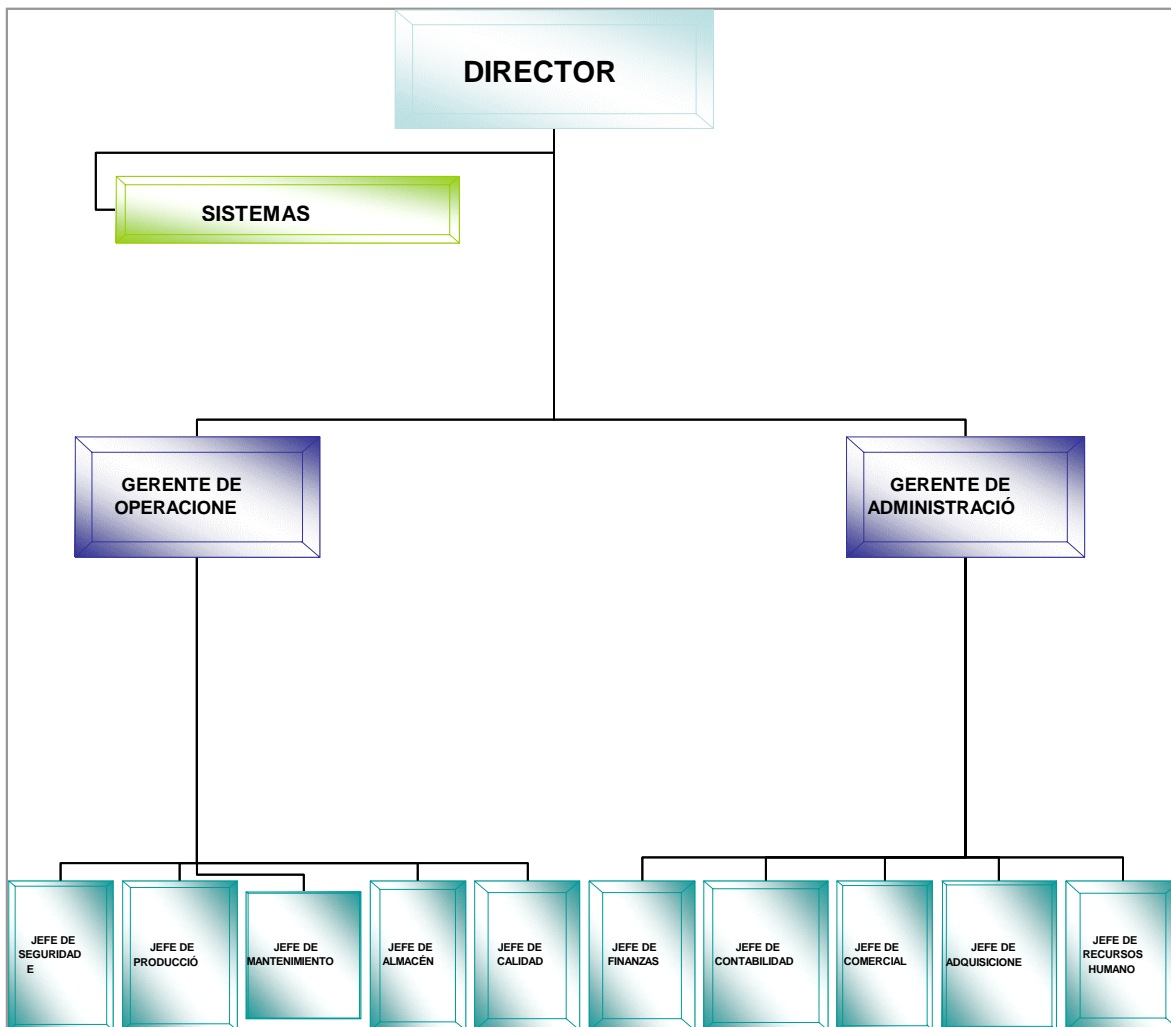 DIRECTOR
SISTEMAS
GERENTE DE
OPERACIONE
GERENTE DE
ADMINISTRACIÓ
JEFE DE
SEGURIDAD
E
JEFE DE
PRODUCCIÓ
JEFE DE
MANTENIMIENTO
JEFE DE
ALMACÉN
JEFE DE
CALIDAD
JEFE DE
FINANZAS
JEFE DE
CONTABILIDAD
JEFE DE
COMERCIAL
JEFE DE
ADQUISICIONE
JEFE DE
RECURSOS
HUMANO